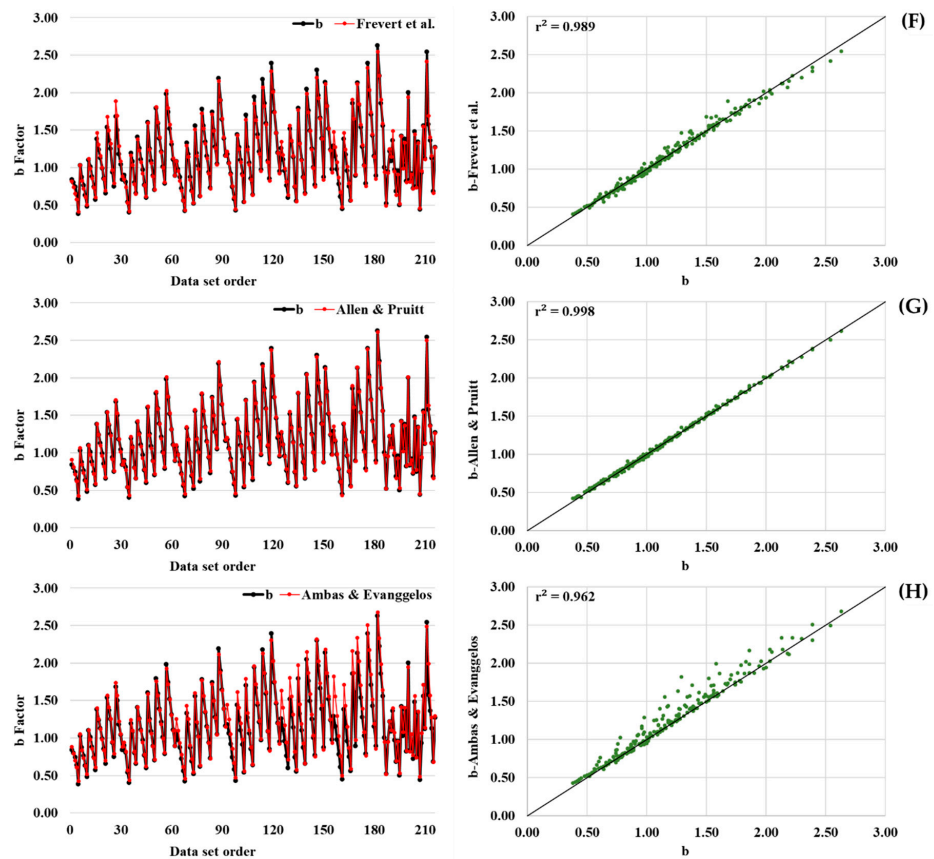 b Frevert et al.
3.00
2.50
2.00
1.50
1.00
0.50
0.00
b Factor
0 30 60 90 120 150 180 210
Data set order
(F)
r² = 0.989
3.00
2.50
2.00
1.50
1.00
0.50
0.00
b-Frevert et al.
0.00 0.50 1.00 1.50 2.00 2.50 3.00
b
b Allen & Pruitt
3.00
2.50
2.00
1.50
1.00
0.50
0.00
b Factor
0 30 60 90 120 150 180 210
Data set order
(G)
r² = 0.998
3.00
2.50
2.00
1.50
1.00
0.50
0.00
b-Allen & Pruitt
0.00 0.50 1.00 1.50 2.00 2.50 3.00
b
b Ambas & Evanggelos
3.00
2.50
2.00
1.50
1.00
0.50
0.00
b Factor
0 30 60 90 120 150 180 210
Data set order
(H)
r² = 0.962
3.00
2.50
2.00
1.50
1.00
0.50
0.00
b-Ambas & Evanggelos
0.00 0.50 1.00 1.50 2.00 2.50 3.00
b